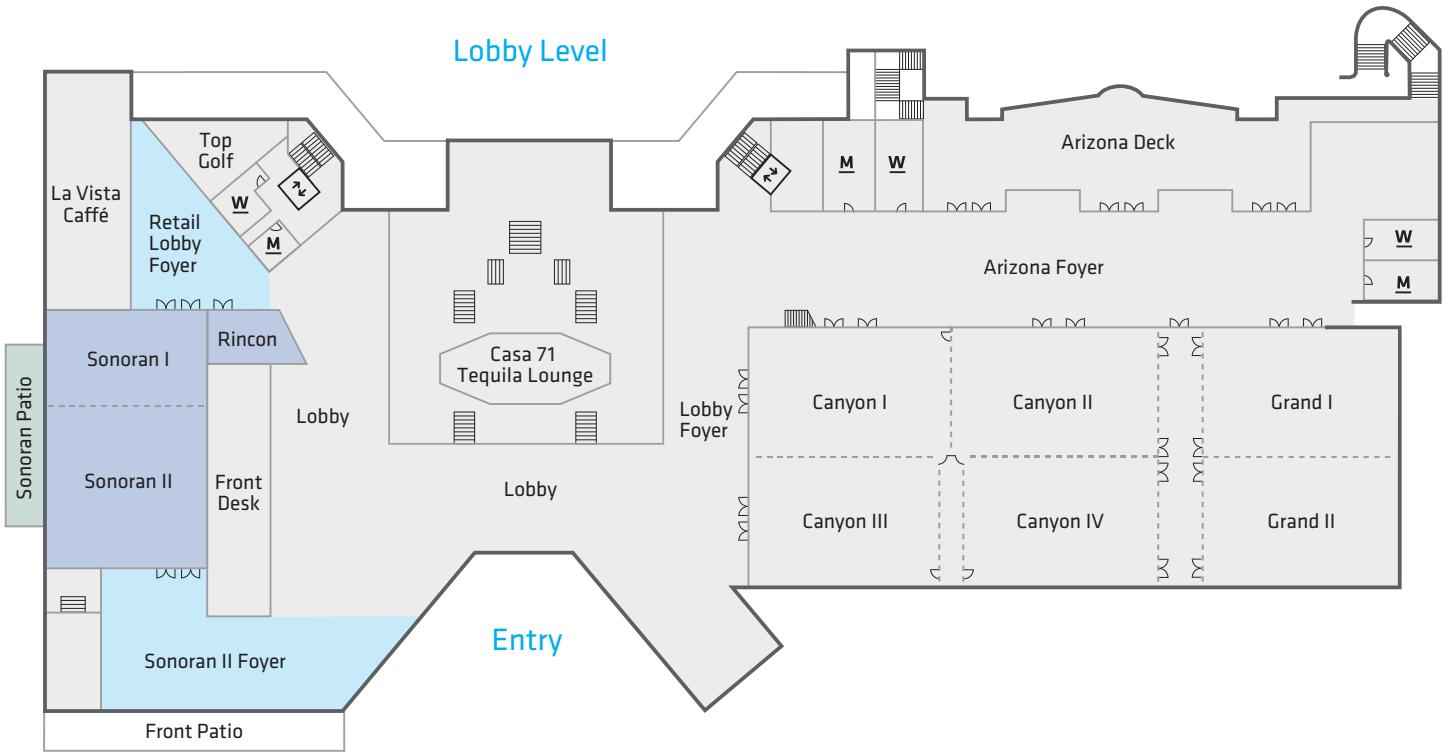 Lobby Level
Top
Golf
La Vista
Caffé
W
M
Retail
Lobby
Foyer
M
W
Arizona Deck
W
M
Arizona Foyer
Sonoran I
Rincon
Casa 71
Tequila Lounge
Sonoran Patio
Lobby
Lobby
Foyer
Canyon I
Canyon II
Grand I
Sonoran II
Front
Desk
Lobby
Canyon III
Canyon IV
Grand II
Entry
Sonoran II Foyer
Front Patio